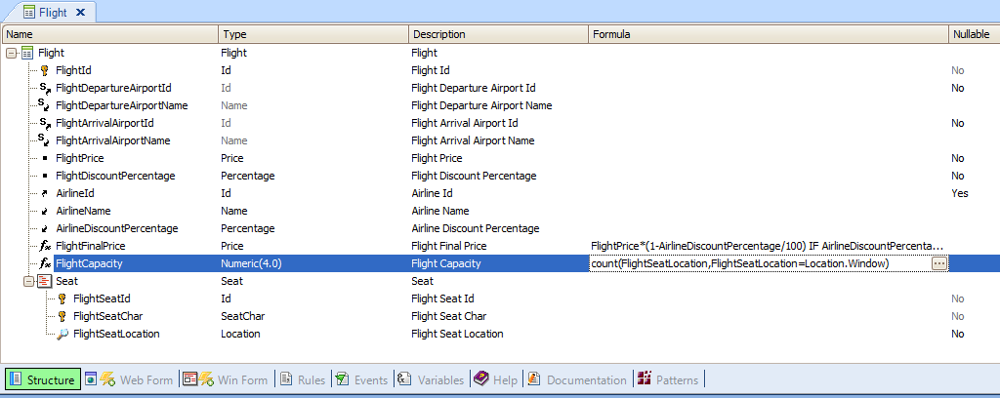 Flight
Name Type Description Formula Nullable
Flight Flight Flight
FlightId Id Flight Id No
FlightDepartureAirportId Id Flight Departure Airport Id No
FlightDepartureAirportName Name Flight Departure Airport Name
FlightArrivalAirportId Id Flight Arrival Airport Id No
FlightArrivalAirportName Name Flight Arrival Airport Name
FlightPrice Price Flight Price No
FlightDiscountPercentage Percentage Flight Discount Percentage No
AirlineId Id Airline Id Yes
AirlineName Name Airline Name
AirlineDiscountPercentage Percentage Airline Discount Percentage
FlightFinalPrice Price Flight Final Price FlightPrice*(1-AirlineDiscountPercentage/100) IF AirlineDiscountPercenta...
FlightCapacity Numeric(4.0) Flight Capacity count(FlightSeatLocation,FlightSeatLocation=Location.Window) ...
Seat Seat Seat
FlightSeatId Id Flight Seat Id No
FlightSeatChar SeatChar Flight Seat Char No
FlightSeatLocation Location Flight Seat Location No
Structure Web Form Win Form Rules Events Variables Help Documentation Patterns